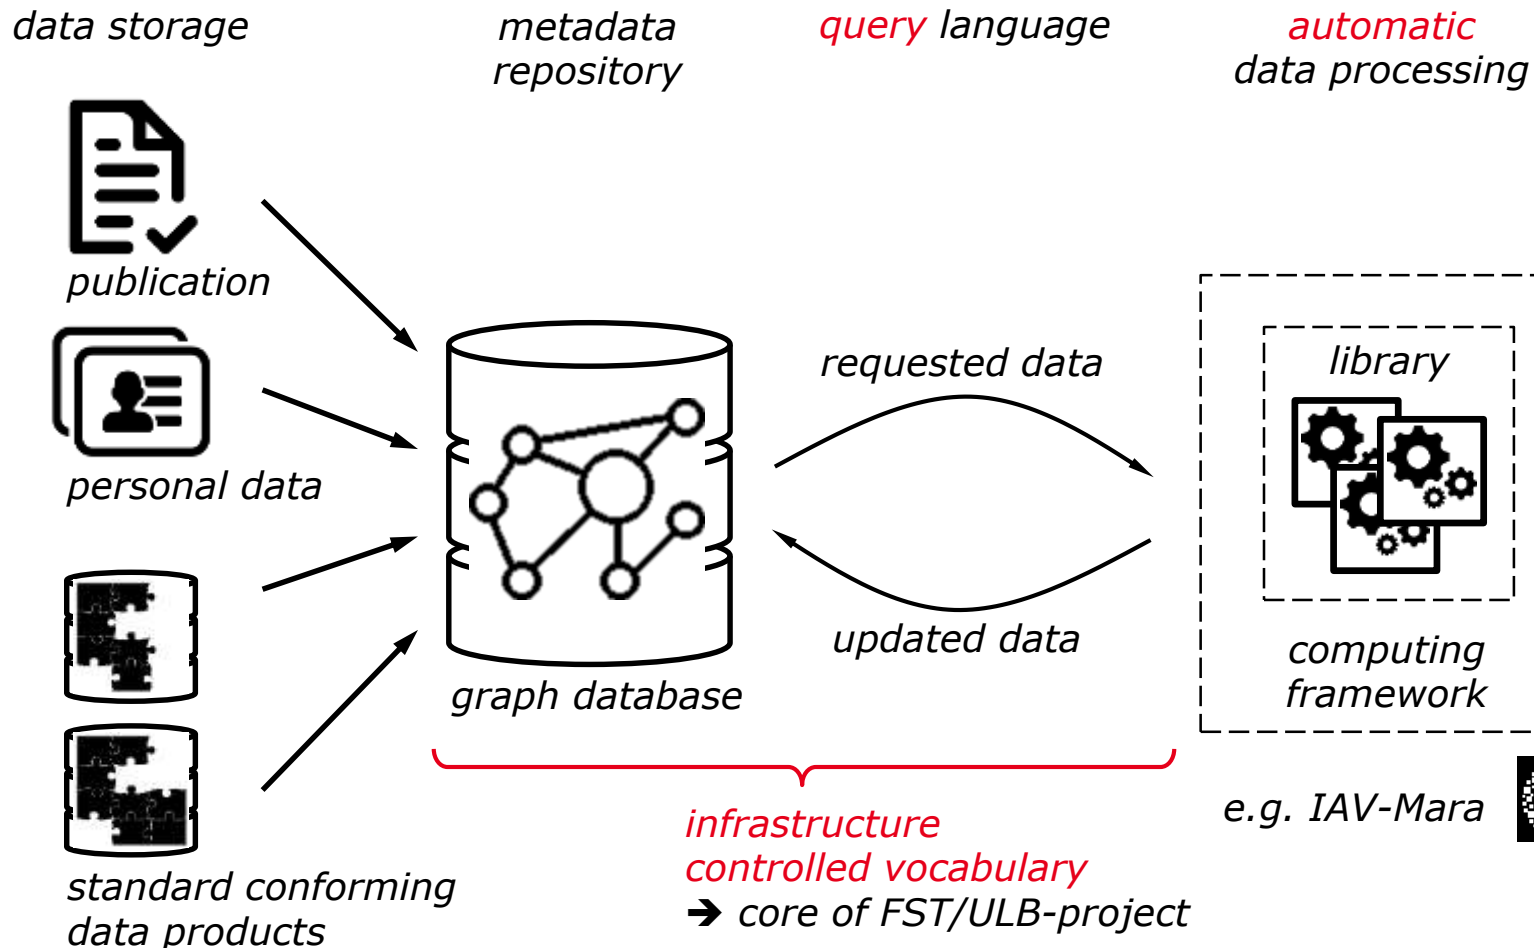 data storage
metadata
repository
query language
automatic
data processing
publication
personal data
standard conforming
data products
graph database
requested data
updated data
library
computing
framework
e.g. IAV-Mara
infrastructure
controlled vocabulary
➔ core of FST/ULB-project